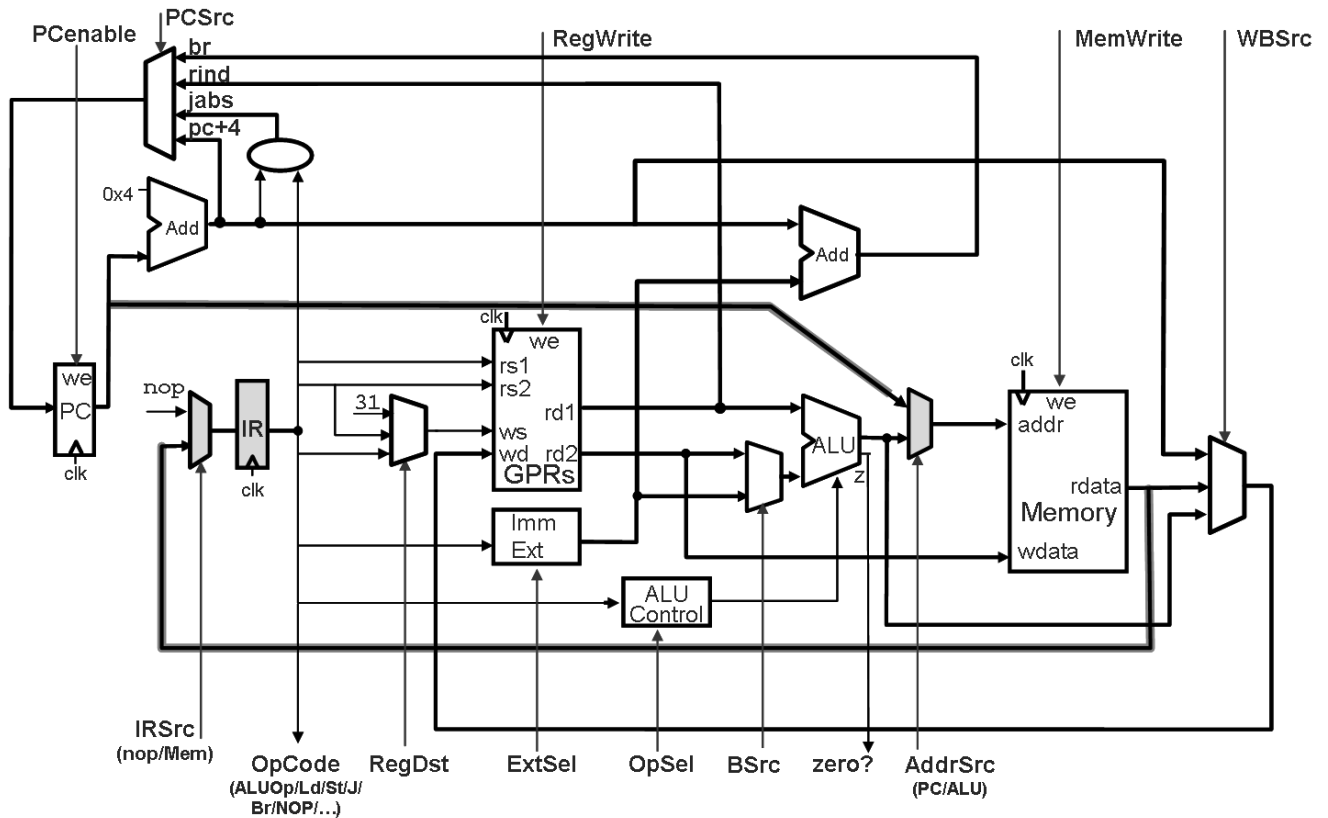 PCSrc
PCenable
RegWrite
MemWrite
WBSrc
br
rind
jabs
pc+4
0x4
Add
Add
clk
we
rs1
rs2
rd1
ws
wd
rd2
GPRs
we
PC
clk
nop
IR
clk
31
ALU
z
clk
we
addr
rdata
Memory
wdata
Imm
Ext
ALU
Control
IRSrc
(nop/Mem)
OpCode
(ALUOp/Ld/St/J/
Br/NOP/...)
RegDst
ExtSel
OpSel
BSrc
zero?
AddrSrc
(PC/ALU)